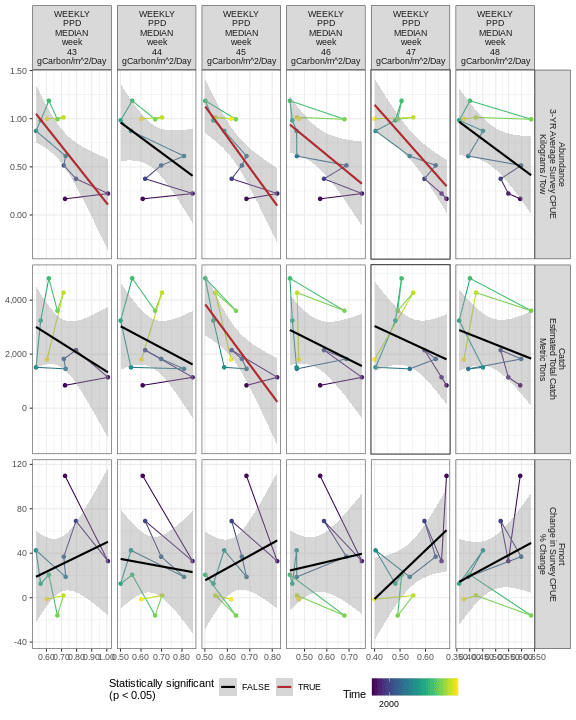 WEEKLY
PPD
MEDIAN
week
43
gCarbon/m^2/Day
WEEKLY
PPD
MEDIAN
week
44
gCarbon/m^2/Day
WEEKLY
PPD
MEDIAN
week
45
gCarbon/m^2/Day
WEEKLY
PPD
MEDIAN
week
46
gCarbon/m^2/Day
WEEKLY
PPD
MEDIAN
week
47
gCarbon/m^2/Day
WEEKLY
PPD
MEDIAN
week
48
gCarbon/m^2/Day
1.50
1.00
0.50
0.00
Abundance
3-YR Average Survey CPUE
Kilograms / Tow
4,000
2,000
0
Catch
Estimated Total Catch
Metric Tons
120
80
40
0
-40
Fmort
Change in Survey CPUE
% Change
0.60 0.70 0.80 0.90 1.00
0.50 0.60 0.70 0.80
0.50 0.60 0.70 0.80
0.50 0.60 0.70
0.40 0.50 0.60
Statistically significant
(p < 0.05)
FALSE
TRUE
Time
2000